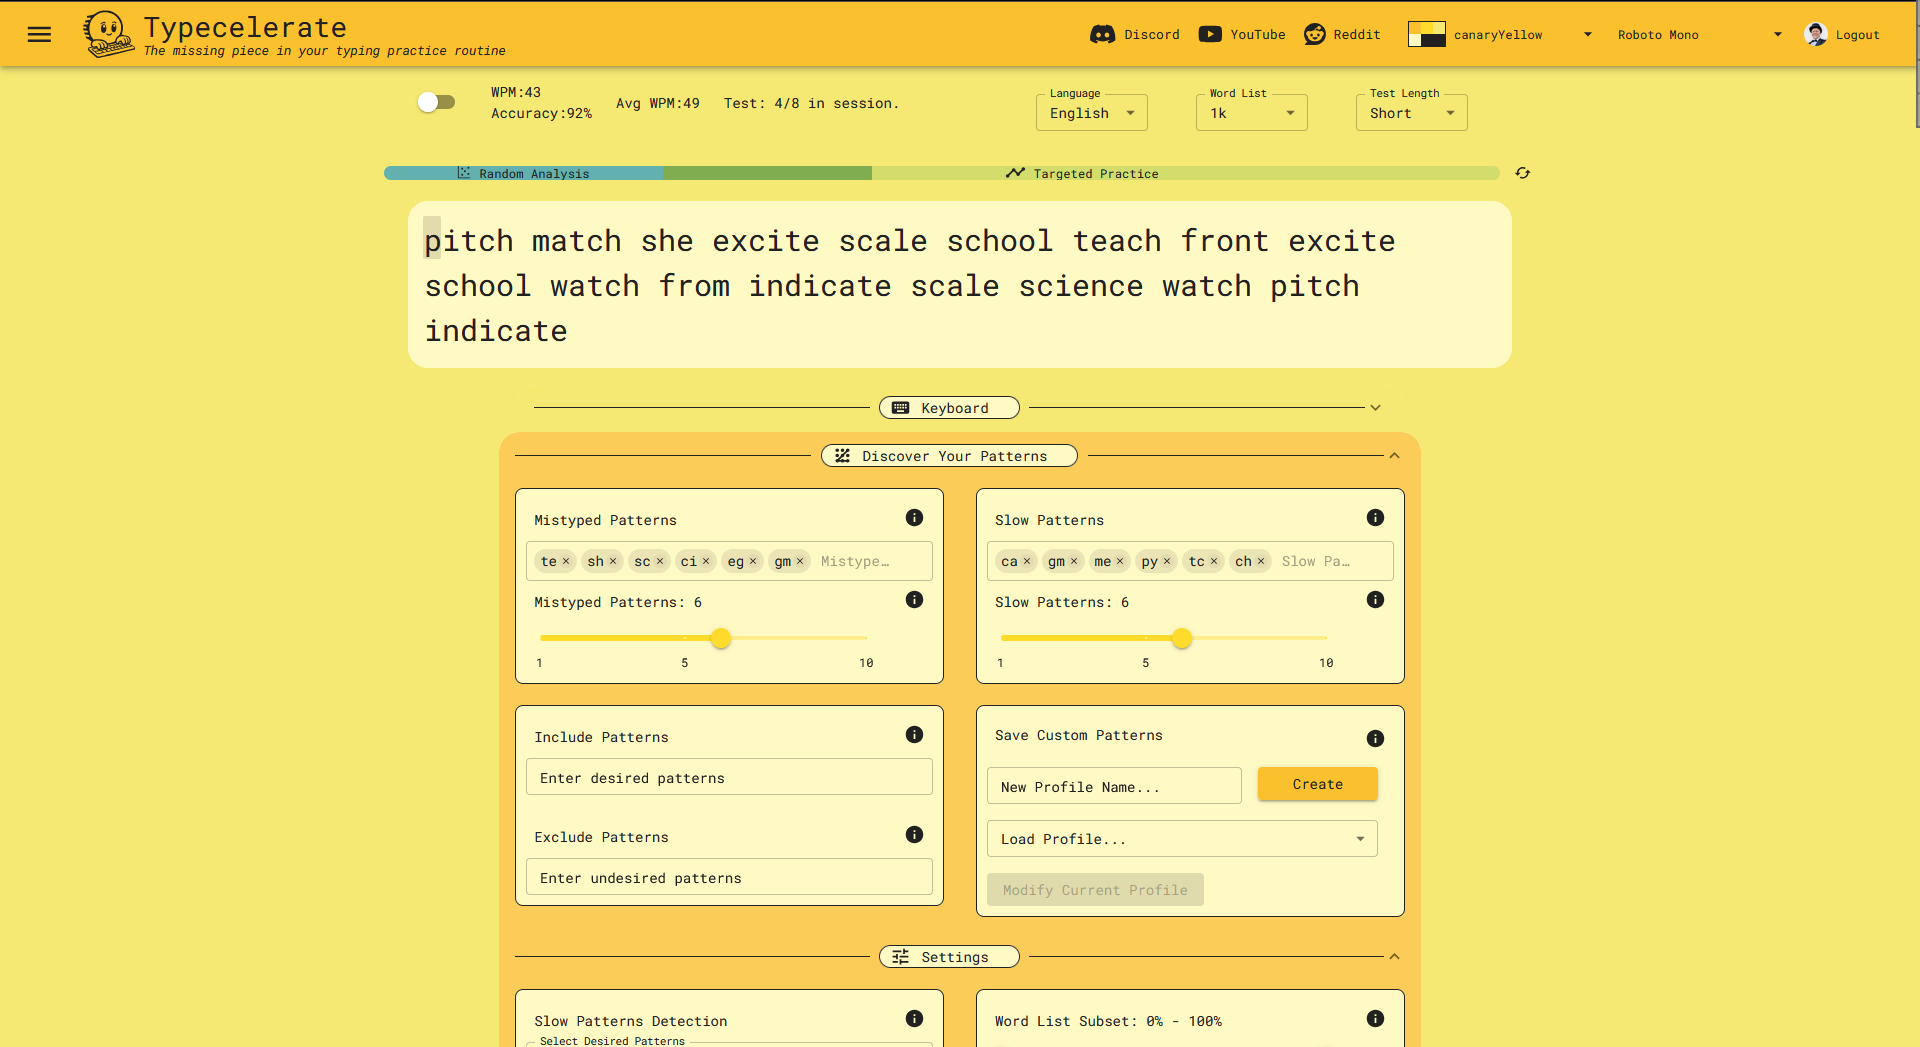 Typecelerate
The missing piece in your typing practice routine
Discord
YouTube
Reddit
canaryYellow
Roboto Mono
Logout
WPM:43
Accuracy:92%
Avg WPM:49
Test: 4/8 in session.
Language
English
Word List
1k
Test Length
Short
Random Analysis
Targeted Practice
pitch match she excite scale school teach front excite
school watch from indicate scale science watch pitch
indicate
Keyboard
Discover Your Patterns
Mistyped Patterns
te × sh × sc × ci × eg × gm × Mistype…
Mistyped Patterns: 6
1 5 10
Slow Patterns
ca × gm × me × py × tc × ch × Slow Pa…
Slow Patterns: 6
1 5 10
Include Patterns
Enter desired patterns
Exclude Patterns
Enter undesired patterns
Save Custom Patterns
New Profile Name...
Create
Load Profile...
Modify Current Profile
Settings
Slow Patterns Detection
Select Desired Patterns
Word List Subset: 0% - 100%